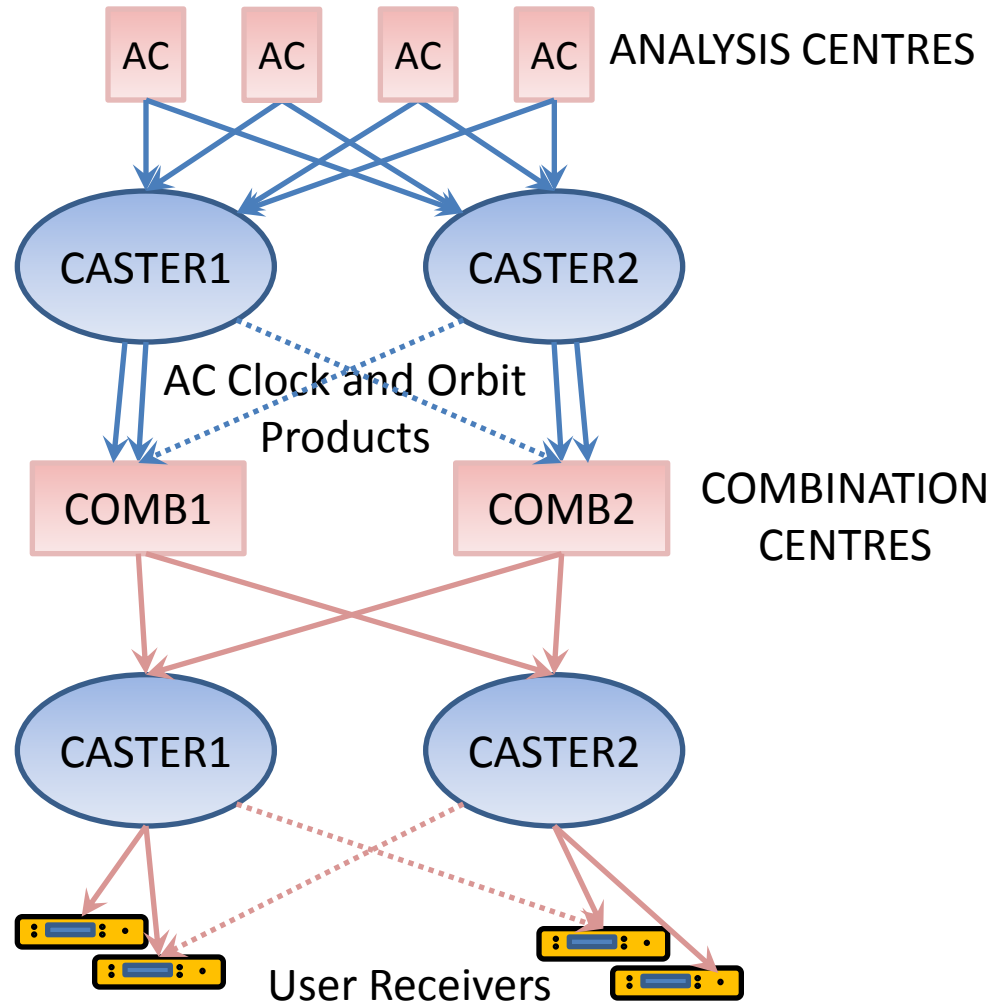 AC AC AC AC ANALYSIS CENTRES
CASTER1 CASTER2
AC Clock and Orbit
Products
COMB1 COMB2 COMBINATION
CENTRES
CASTER1 CASTER2
User Receivers